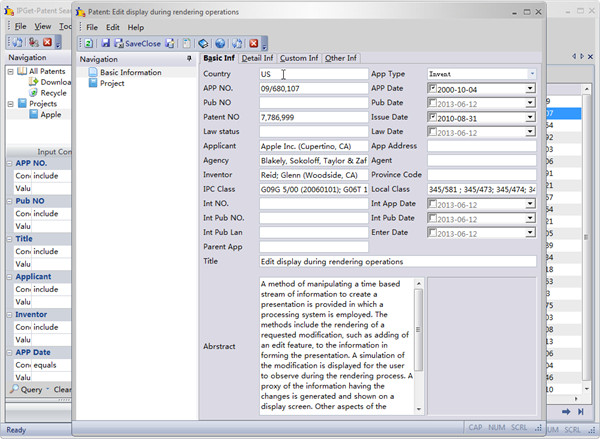 IPGet-Patent Sea
File View Too
Navigation
All Patents
Downloa
Recycle
Projects
Apple
Input Com
APP NO.
Con include
Valu
Pub NO
Con include
Valu
Title
Con include
Valu
Applicant
Con include
Valu
Inventor
Con include
Valu
APP Date
Con equals
Valu
Query Clear
Ready
Patent: Edit display during rendering operations
File Edit Help
SaveClose
Navigation
Basic Information
Project
Basic Inf Detail Inf Custom Inf Other Inf
Country US App Type Invent
APP NO. 09/680,107 APP Date 2000-10-04
Pub NO Pub Date 2013-06-12
Patent NO 7,786,999 Issue Date 2010-08-31
Law status Law Date 2013-06-12
Applicant Apple Inc. (Cupertino, CA) App Address
Agency Blakely, Sokoloff, Taylor & Zaf Agent
Inventor Reid; Glenn (Woodside, CA) Province Code
IPC Class G09G 5/00 (20060101); G06T 1 Local Class 345/581 ; 345/473; 345/474; 34
Int NO. Int App Date 2013-06-12
Int Pub NO. Int Pub Date 2013-06-12
Int Pub Lan Enter Date 2013-06-12
Parent App
Title Edit display during rendering operations
Abrstract
A method of manipulating a time based
stream of information to create a
presentation is provided in which a
processing system is employed. The
methods include the rendering of a
requested modification, such as adding of
an edit feature, to the information in
forming the presentation. A simulation of
the modification is displayed for the user
to observe during the rendering process. A
proxy of the information having the
changes is generated and shown on a
display screen. Other aspects of the
CAP NUM SCRL
NUM SCRL